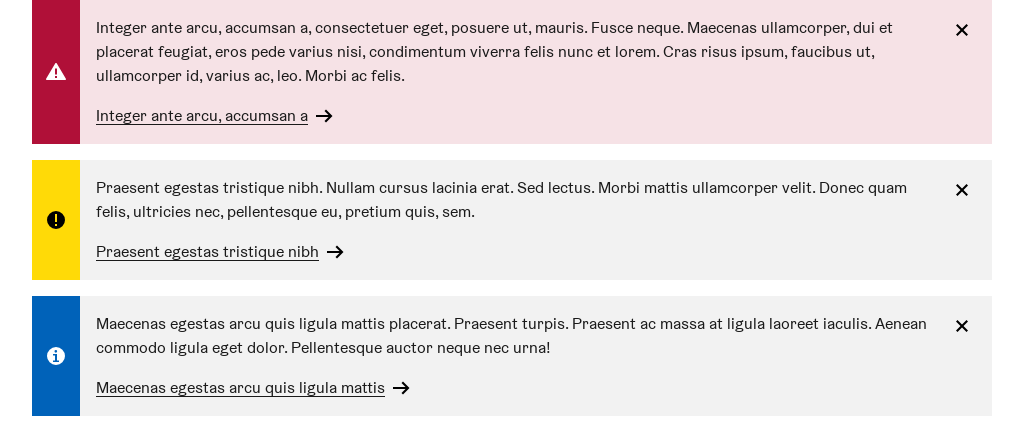 Integer ante arcu, accumsan a, consectetuer eget, posuere ut, mauris. Fusce neque. Maecenas ullamcorper, dui et
placerat feugiat, eros pede varius nisi, condimentum viverra felis nunc et lorem. Cras risus ipsum, faucibus ut,
ullamcorper id, varius ac, leo. Morbi ac felis.
Integer ante arcu, accumsan a
Praesent egestas tristique nibh. Nullam cursus lacinia erat. Sed lectus. Morbi mattis ullamcorper velit. Donec quam
felis, ultricies nec, pellentesque eu, pretium quis, sem.
Praesent egestas tristique nibh
Maecenas egestas arcu quis ligula mattis placerat. Praesent turpis. Praesent ac massa at ligula laoreet iaculis. Aenean
commodo ligula eget dolor. Pellentesque auctor neque nec urna!
Maecenas egestas arcu quis ligula mattis